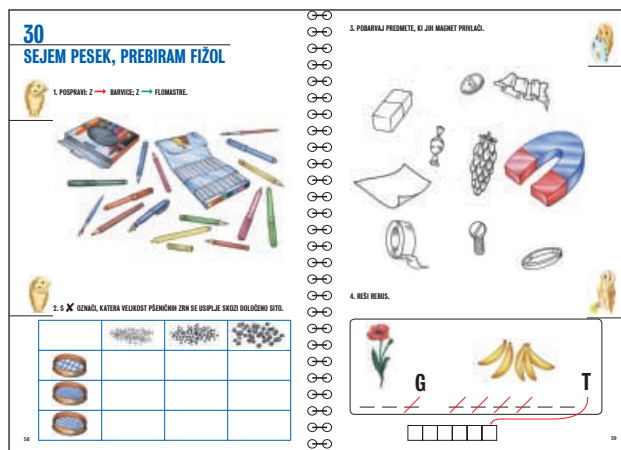 30
SEJEM PESEK, PREBIRAM FIŽOL
1. POSPRAVI: Z → BARVICE; Z → FLOMASTRE.
2. S ✗ OZNAČI, KATERA VELIKOST PŠENIČNIH ZRN SE USIPLJE SKOZI DOLOČENO SITO.
58
3. POBARVAJ PREDMETE, KI JIH MAGNET PRIVLAČI.
4. REŠI REBUS.
G
T
59